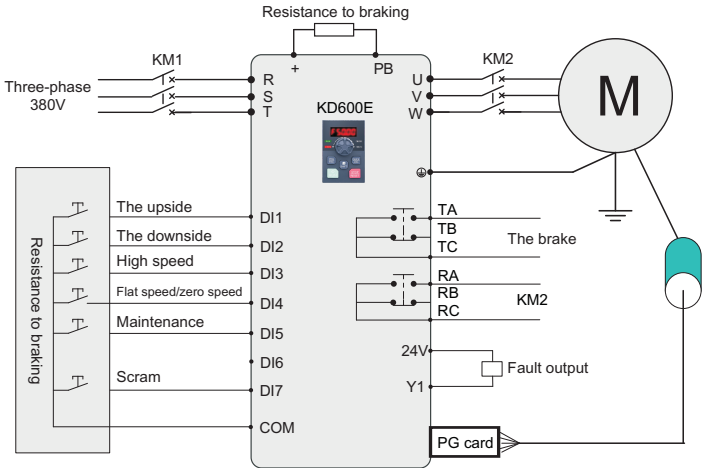 Resistance to braking
KM1
+
PB
KM2
Three-phase
380V
R
S
T
KD600E
U
V
W
M
The upside
DI1
The downside
DI2
High speed
DI3
Flat speed/zero speed
DI4
Maintenance
DI5
DI6
Scram
DI7
COM
Resistance to braking
TA
TB
TC
The brake
RA
RB
RC
KM2
24V
Y1
Fault output
PG card